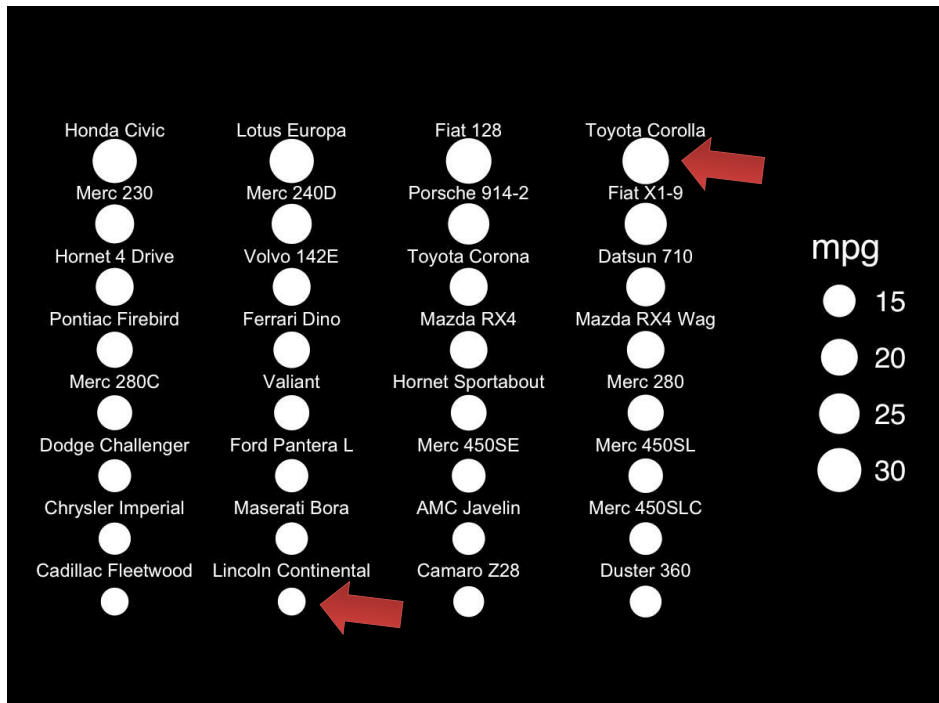 Honda Civic Lotus Europa Fiat 128 Toyota Corolla
Merc 230 Merc 240D Porsche 914-2 Fiat X1-9
Hornet 4 Drive Volvo 142E Toyota Corona Datsun 710
Pontiac Firebird Ferrari Dino Mazda RX4 Mazda RX4 Wag
Merc 280C Valiant Hornet Sportabout Merc 280
Dodge Challenger Ford Pantera L Merc 450SE Merc 450SL
Chrysler Imperial Maserati Bora AMC Javelin Merc 450SLC
Cadillac Fleetwood Lincoln Continental Camaro Z28 Duster 360
mpg
15
20
25
30